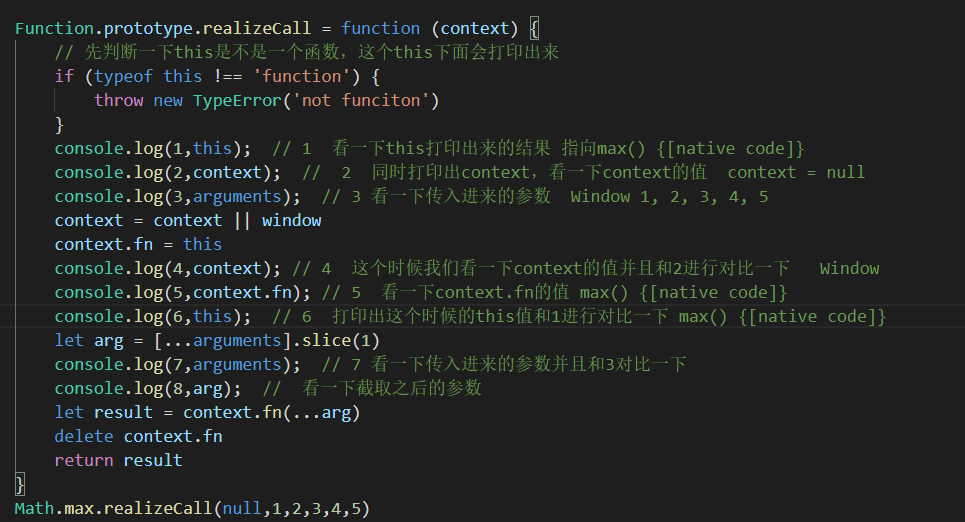 Function.prototype.realizeCall = function (context) {
// 先判断一下this是不是一个函数，这个this下面会打印出来
if (typeof this !== 'function') {
throw new TypeError('not funciton')
}
console.log(1,this);  // 1  看一下this打印出来的结果 指向max() {[native code]}
console.log(2,context);  //  2  同时打印出context，看一下context的值  context = null
console.log(3,arguments);  // 3 看一下传入进来的参数  Window 1, 2, 3, 4, 5
context = context || window
context.fn = this
console.log(4,context); // 4  这个时候我们看一下context的值并且和2进行对比一下   Window
console.log(5,context.fn); // 5  看一下context.fn的值 max() {[native code]}
console.log(6,this);  // 6  打印出这个时候的this值和1进行对比一下 max() {[native code]}
let arg = [...arguments].slice(1)
console.log(7,arguments);  // 7 看一下传入进来的参数并且和3对比一下
console.log(8,arg);  //  看一下截取之后的参数
let result = context.fn(...arg)
delete context.fn
return result
}
Math.max.realizeCall(null,1,2,3,4,5)